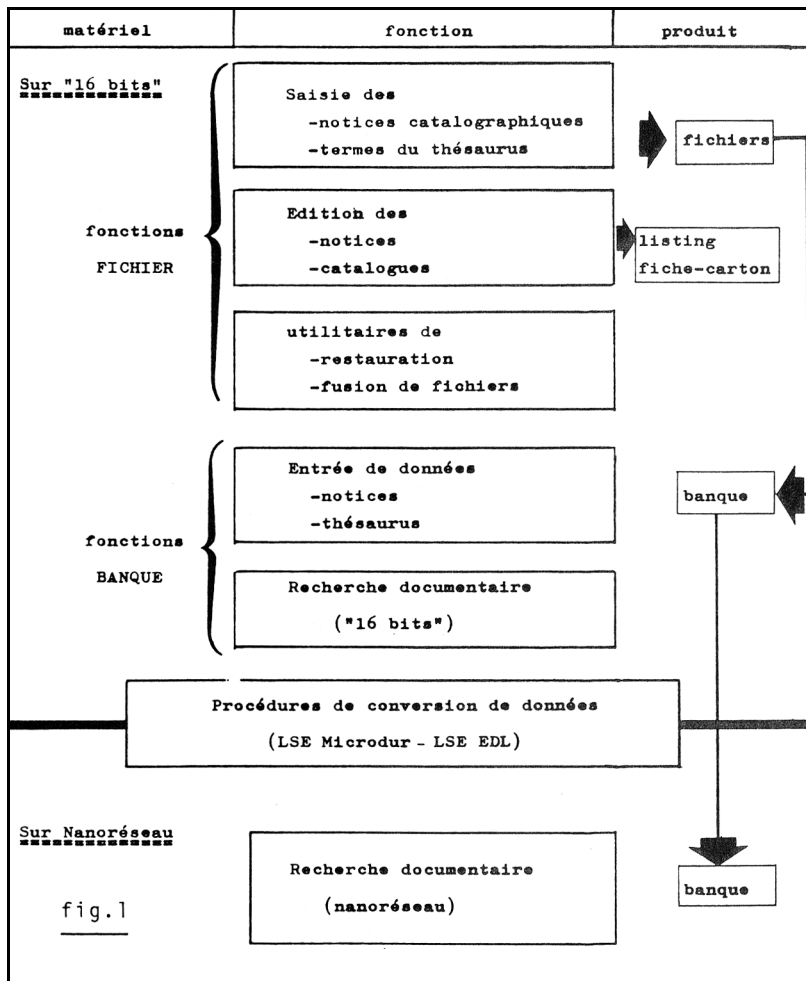 matériel fonction produit
Sur "16 bits"
Saisie des
-notices catalographiques
-termes du thésaurus
fichiers
fonctions
FICHIER
Edition des
-notices
-catalogues
listing
fiche-carton
utilitaires de
-restauration
-fusion de fichiers
fonctions
BANQUE
Entrée de données
-notices
-thésaurus
banque
Recherche documentaire
("16 bits")
Procédures de conversion de données
(LSE Microdur - LSE EDL)
Sur Nanoréseau
Recherche documentaire
(nanoréseau)
banque
fig.1